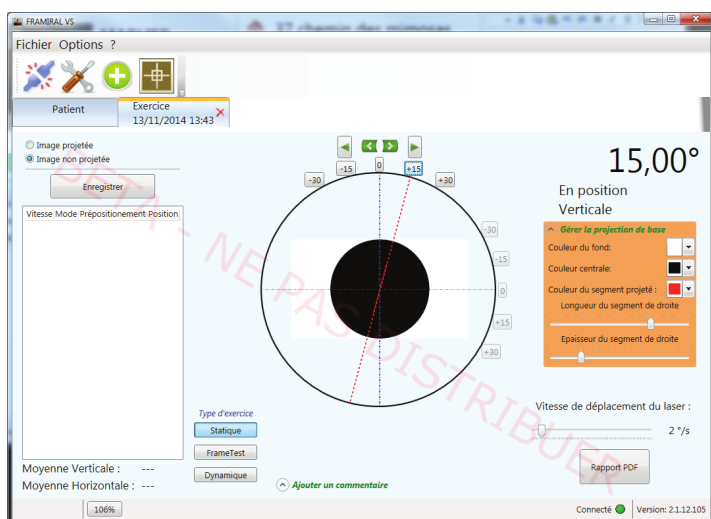 FRAMIRAL VS
37 chemin des mimosas
Fichier Options ?
Patient
Exercice
13/11/2014 13:43
Image projetée
Image non projetée
Enregistrer
Vitesse Mode Prépositionement Position
-30
-15
0
+15
+30
-30
-15
0
+15
+30
15,00°
En position
Verticale
Gérer la projection de base
Couleur du fond:
Couleur centrale:
Couleur du segment projeté :
Longueur du segment de droite
Epaisseur du segment de droite
Vitesse de déplacement du laser :
2 °/s
Rapport PDF
Type d'exercice
Statique
FrameTest
Dynamique
Moyenne Verticale : ---
Moyenne Horizontale : ---
Ajouter un commentaire
106%
Connecté
Version: 2.1.12.105
BETA - NE PAS DISTRIBUER